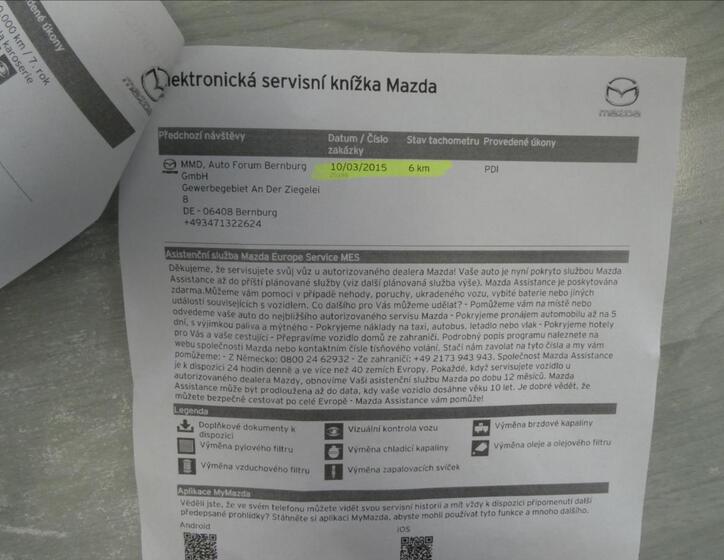 0.000 km / 7. rok
a karoserie
dené úkony
mazda
lektronická servisní knížka Mazda
mazda
Předchozí návštěvy
Datum / Číslo zakázky
Stav tachometru
Provedené úkony
MMD, Auto Forum Bernburg
GmbH
Gewerbegebiet An Der Ziegelei
8
DE - 06408 Bernburg
+493471322624
10/03/2015
6 km
PDI
Asistenční služba Mazda Europe Service MES
Děkujeme, že servisujete svůj vůz u autorizovaného dealera Mazda! Vaše auto je nyní pokryto službou Mazda
Assistance až do příští plánované služby (viz další plánovaná služba výše). Mazda Assistance je poskytována
zdarma.Můžeme vám pomoci v případě nehody, poruchy, ukradeného vozu, vybité baterie nebo jiných
událostí souvisejících s vozidlem. Co dalšího pro Vás můžeme udělat? - Pomůžeme vám na místě nebo
odvedeme vaše auto do nejbližšího autorizovaného servisu Mazda - Pokryjeme pronájem automobilu až na 5
dní, s výjimkou paliva a mýtného - Pokryjeme náklady na taxi, autobus, letadlo nebo vlak - Pokryjeme hotely
pro Vás a vaše cestující - Přepravíme vozidlo domů ze zahraničí. Podrobný popis programu naleznete na
webu společnosti Mazda nebo kontaktním čísle tísňového volání. Stačí nám zavolat na tyto čísla a my vám
pomůžeme: - Z Německo: 0800 24 62932 - Ze zahraničí: +49 2173 943 943. Společnost Mazda Assistance
je k dispozici 24 hodin denně a ve více než 40 zemích Evropy. Pokaždé, když servisujete vozidlo u
autorizovaného dealera Mazdy, obnovíme Vaši asistenční službu Mazda po dobu 12 měsíců. Mazda
Assistance může být prodloužena až do data, kdy vaše vozidlo dosáhne věku 10 let. Je dobré vědět, že
můžete bezpečně cestovat po celé Evropě - Mazda Assistance vám pomůže!
Legenda
Doplňkové dokumenty k
dispozici
Vizuální kontrola vozu
Výměna brzdové kapaliny
Výměna pylového filtru
Výměna chladicí kapaliny
Výměna oleje a olejového filtru
Výměna vzduchového filtru
Výměna zapalovacích svíček
Aplikace MyMazda
Věděli jste, že ve svém telefonu můžete vidět svou servisní historii a mít vždy k dispozici připomenutí další
předepsané prohlídky? Stáhněte si aplikaci MyMazda, abyste mohli používat tyto funkce a mnoho dalšího.
Android
iOS